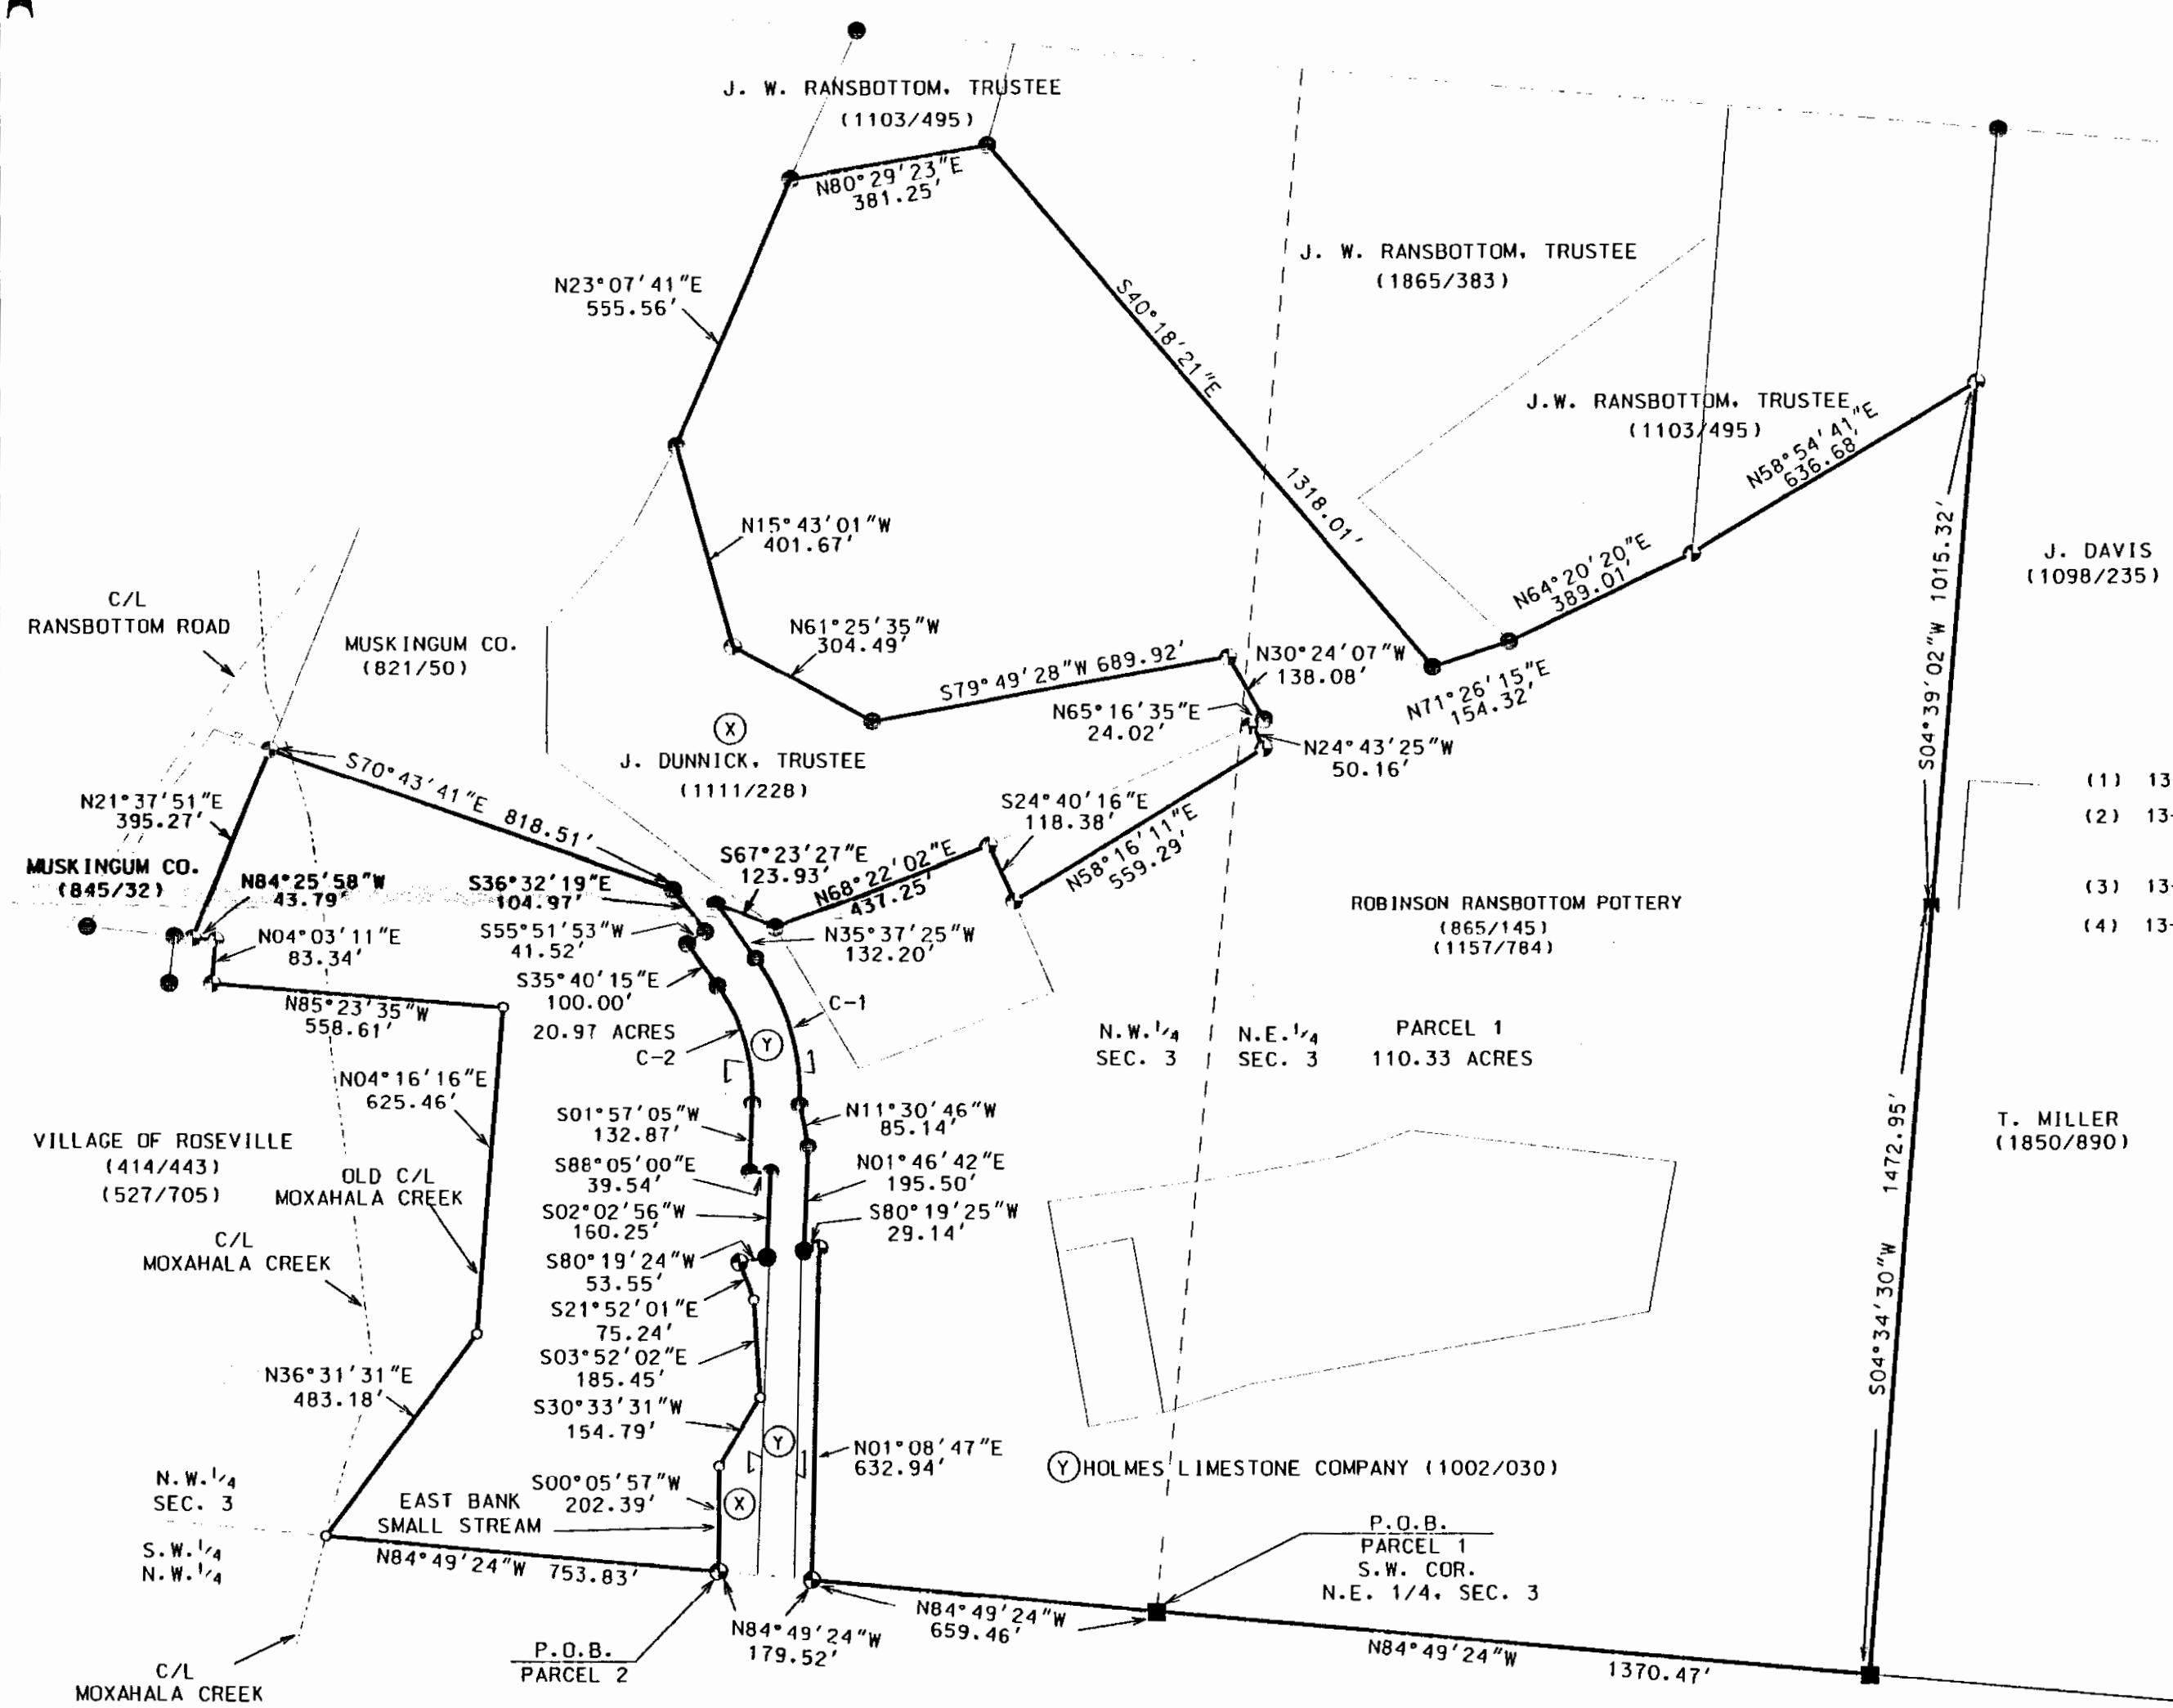 J. W. RANSBOTTOM, TRUSTEE
(1103/495)
N80°29'23"E
381.25'
N23°07'41"E
555.56'
S40°18'21"E
1318.01'
J. W. RANSBOTTOM, TRUSTEE
(1865/383)
J.W. RANSBOTTOM, TRUSTEE
(1103/495)
N58°54'41"E
636.68'
N15°43'01"W
401.67'
N61°25'35"W
304.49'
S79°49'28"W 689.92'
N30°24'07"W
138.08'
N65°16'35"E
24.02'
N24°43'25"W
50.16'
N71°26'15"E
154.32'
N64°20'20"E
389.01'
S04°39'02"W 1015.32'
J. DAVIS
(1098/235)
C/L
RANSBOTTOM ROAD
MUSKINGUM CO.
(821/50)
X
J. DUNNICK, TRUSTEE
(1111/228)
S70°43'41"E 818.51'
N21°37'51"E
395.27'
MUSKINGUM CO.
(845/32)
N84°25'58"W
43.79'
N04°03'11"E
83.34'
N85°23'35"W
558.61'
S36°32'19"E
104.97'
S55°51'53"W
41.52'
S35°40'15"E
100.00'
20.97 ACRES
C-2
Y
C-1
S67°23'27"E
123.93'
N68°22'02"E
437.25'
S24°40'16"E
118.38'
N58°16'11"E
559.29'
N35°37'25"W
132.20'
(1) 13
(2) 13-
(3) 13-
(4) 13-
ROBINSON RANSBOTTOM POTTERY
(865/145)
(1157/784)
N.W.1/4
SEC. 3
N.E.1/4
SEC. 3
PARCEL 1
110.33 ACRES
N04°16'16"E
625.46'
VILLAGE OF ROSEVILLE
(414/443)
(527/705)
OLD C/L
MOXAHALA CREEK
C/L
MOXAHALA CREEK
S01°57'05"W
132.87'
S88°05'00"E
39.54'
S02°02'56"W
160.25'
S80°19'24"W
53.55'
S21°52'01"E
75.24'
S03°52'02"E
185.45'
S30°33'31"W
154.79'
S00°05'57"W
202.39'
N11°30'46"W
85.14'
N01°46'42"E
195.50'
S80°19'25"W
29.14'
T. MILLER
(1850/890)
S04°34'30"W 1472.95'
N36°31'31"E
483.18'
N01°08'47"E
632.94'
Y
Y HOLMES LIMESTONE COMPANY (1002/030)
X
N.W.1/4
SEC. 3
S.W.1/4
N.W.1/4
EAST BANK
SMALL STREAM
N84°49'24"W 753.83'
P.O.B.
PARCEL 1
S.W. COR.
N.E. 1/4, SEC. 3
N84°49'24"W
659.46'
N84°49'24"W
179.52'
N84°49'24"W 1370.47'
P.O.B.
PARCEL 2
C/L
MOXAHALA CREEK